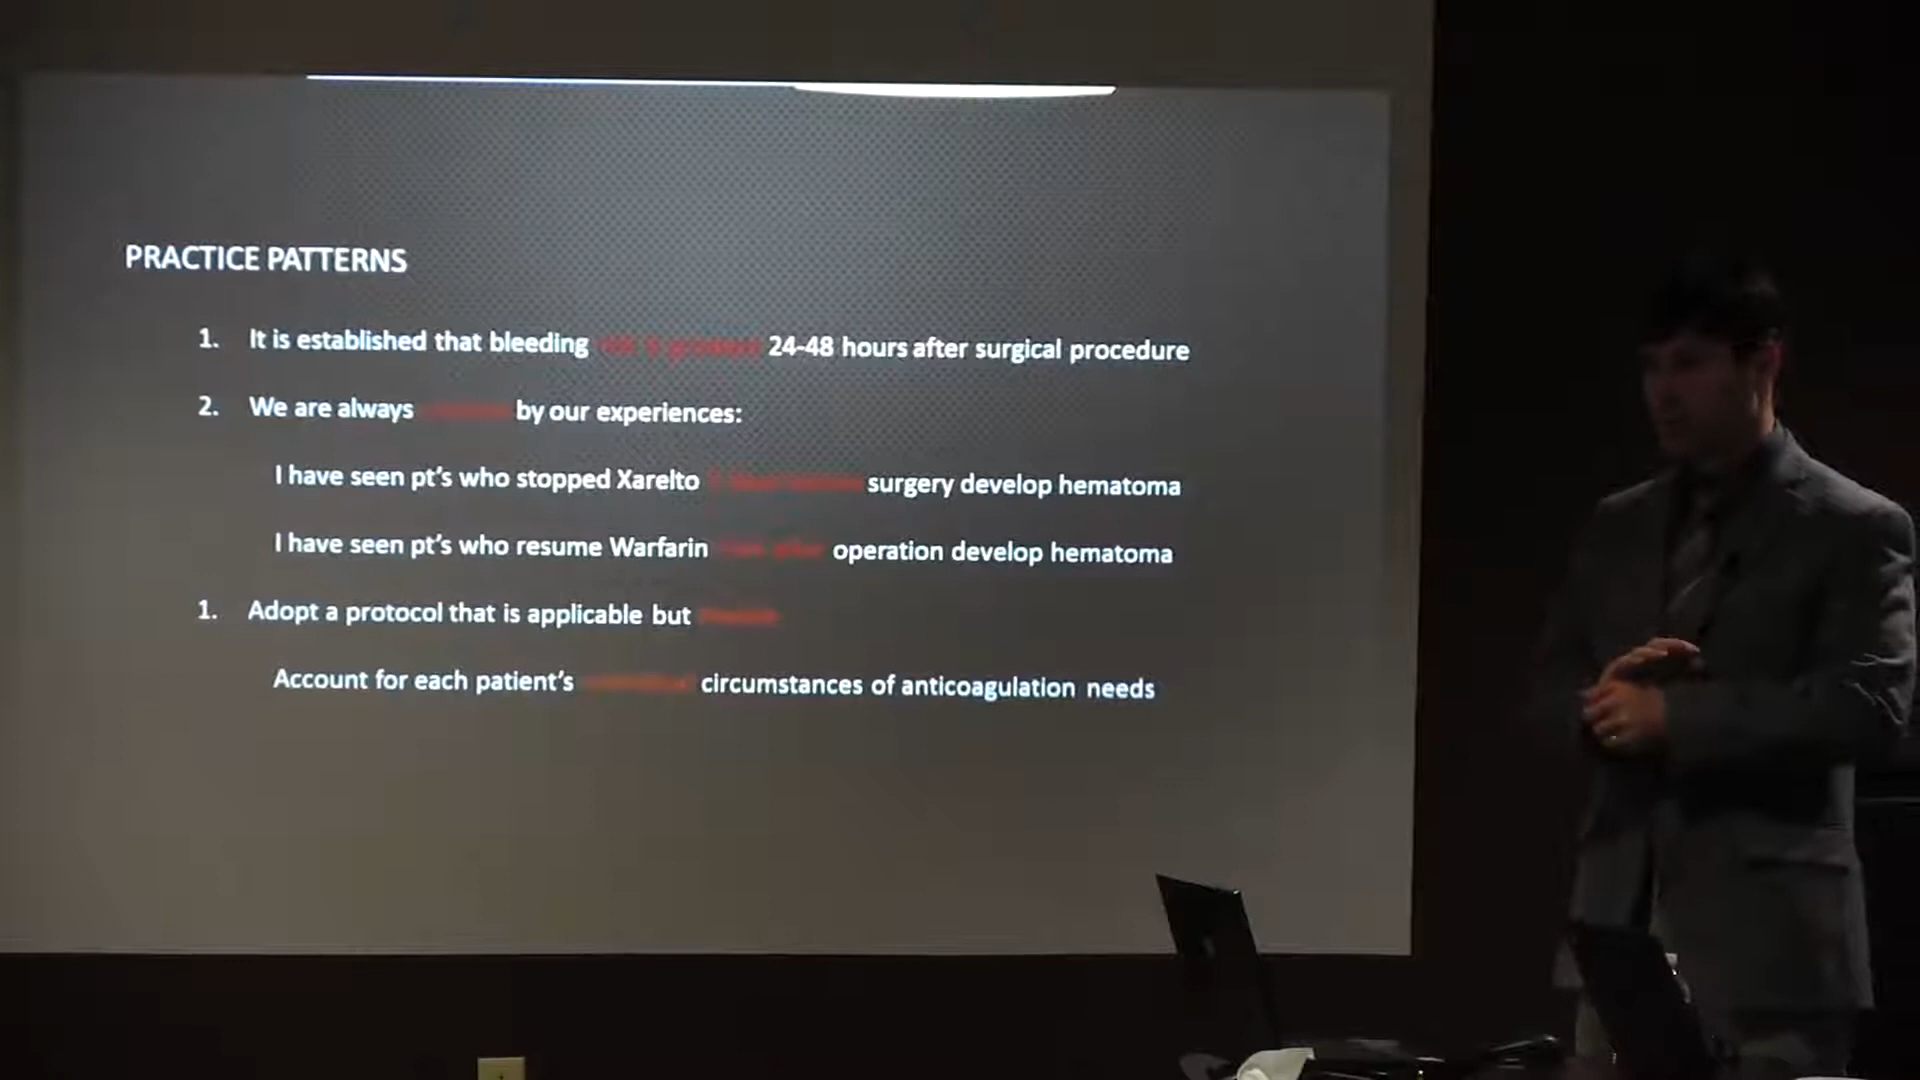 PRACTICE PATTERNS
1. It is established that bleeding 24-48 hours after surgical procedure
2. We are always by our experiences:
I have seen pt's who stopped Xarelto surgery develop hematoma
I have seen pt's who resume Warfarin operation develop hematoma
1. Adopt a protocol that is applicable but
Account for each patient's circumstances of anticoagulation needs